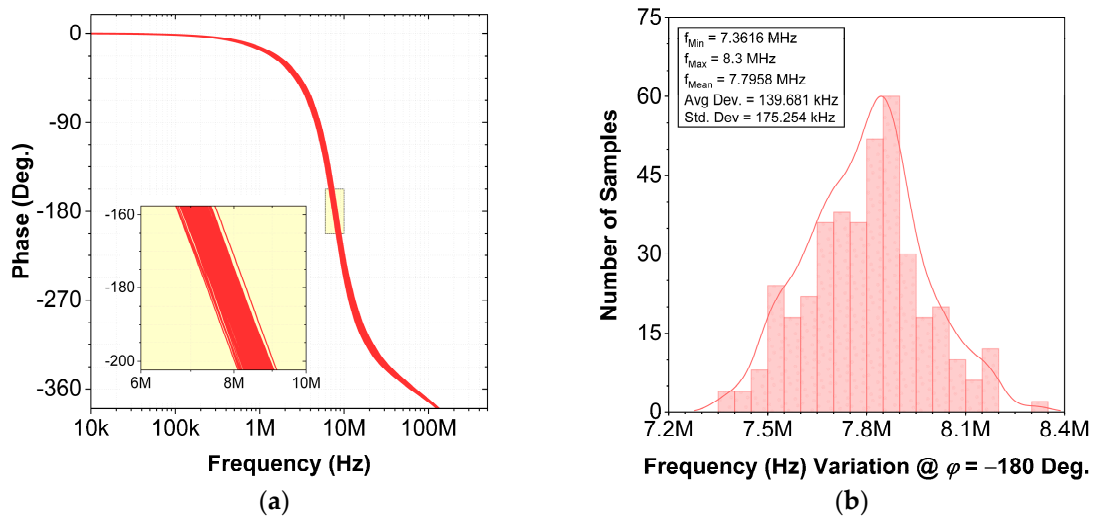 0
-90
-180
-270
-360
Phase (Deg.)
-160
-180
-200
6M 8M 10M
10k 100k 1M 10M 100M
Frequency (Hz)
(a)
75
60
45
30
15
0
Number of Samples
fMin = 7.3616 MHz
fMax = 8.3 MHz
fMean = 7.7958 MHz
Avg Dev. = 139.681 kHz
Std. Dev = 175.254 kHz
7.2M 7.5M 7.8M 8.1M 8.4M
Frequency (Hz) Variation @ φ = −180 Deg.
(b)